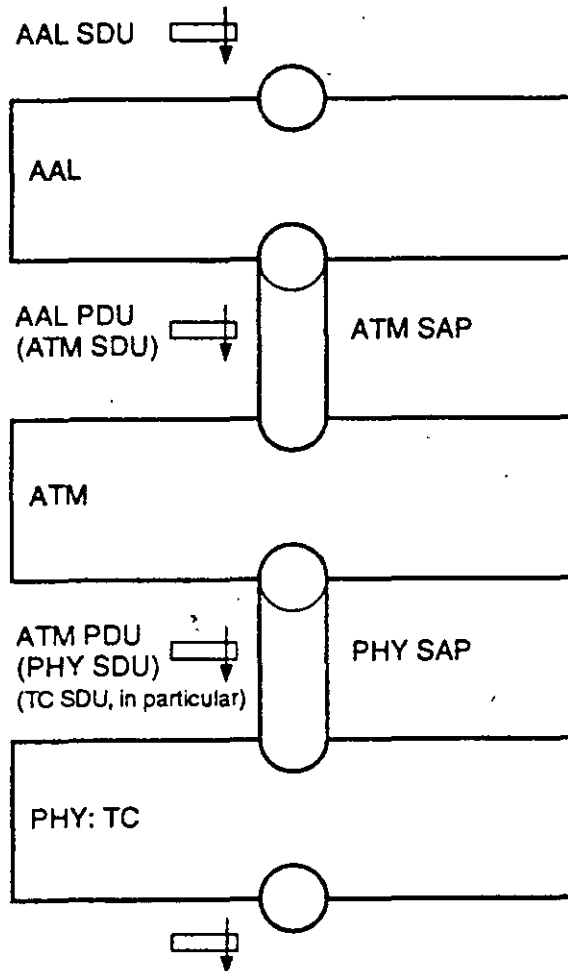 AAL SDU
AAL
AAL PDU
(ATM SDU)
ATM SAP
ATM
ATM PDU
(PHY SDU)
(TC SDU, in particular)
PHY SAP
PHY: TC